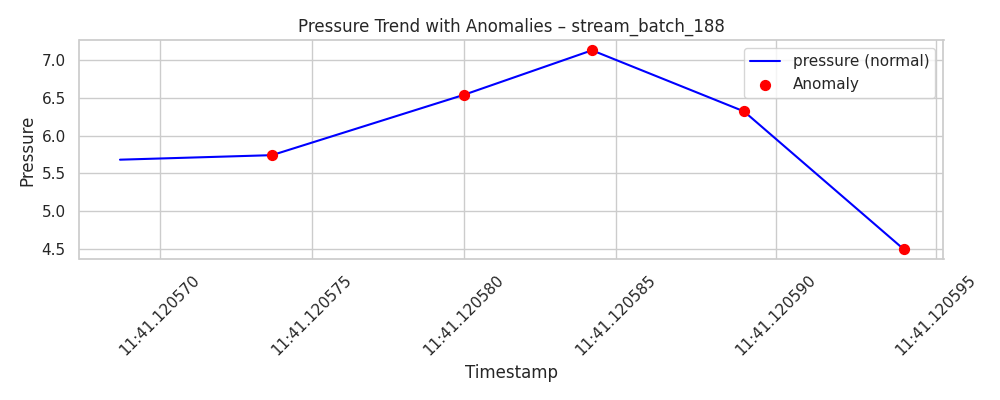 Pressure Trend with Anomalies – stream_batch_188
pressure (normal)
Anomaly
Pressure
7.0
6.5
6.0
5.5
5.0
4.5
11:41.120570
11:41.120575
11:41.120580
11:41.120585
11:41.120590
11:41.120595
Timestamp